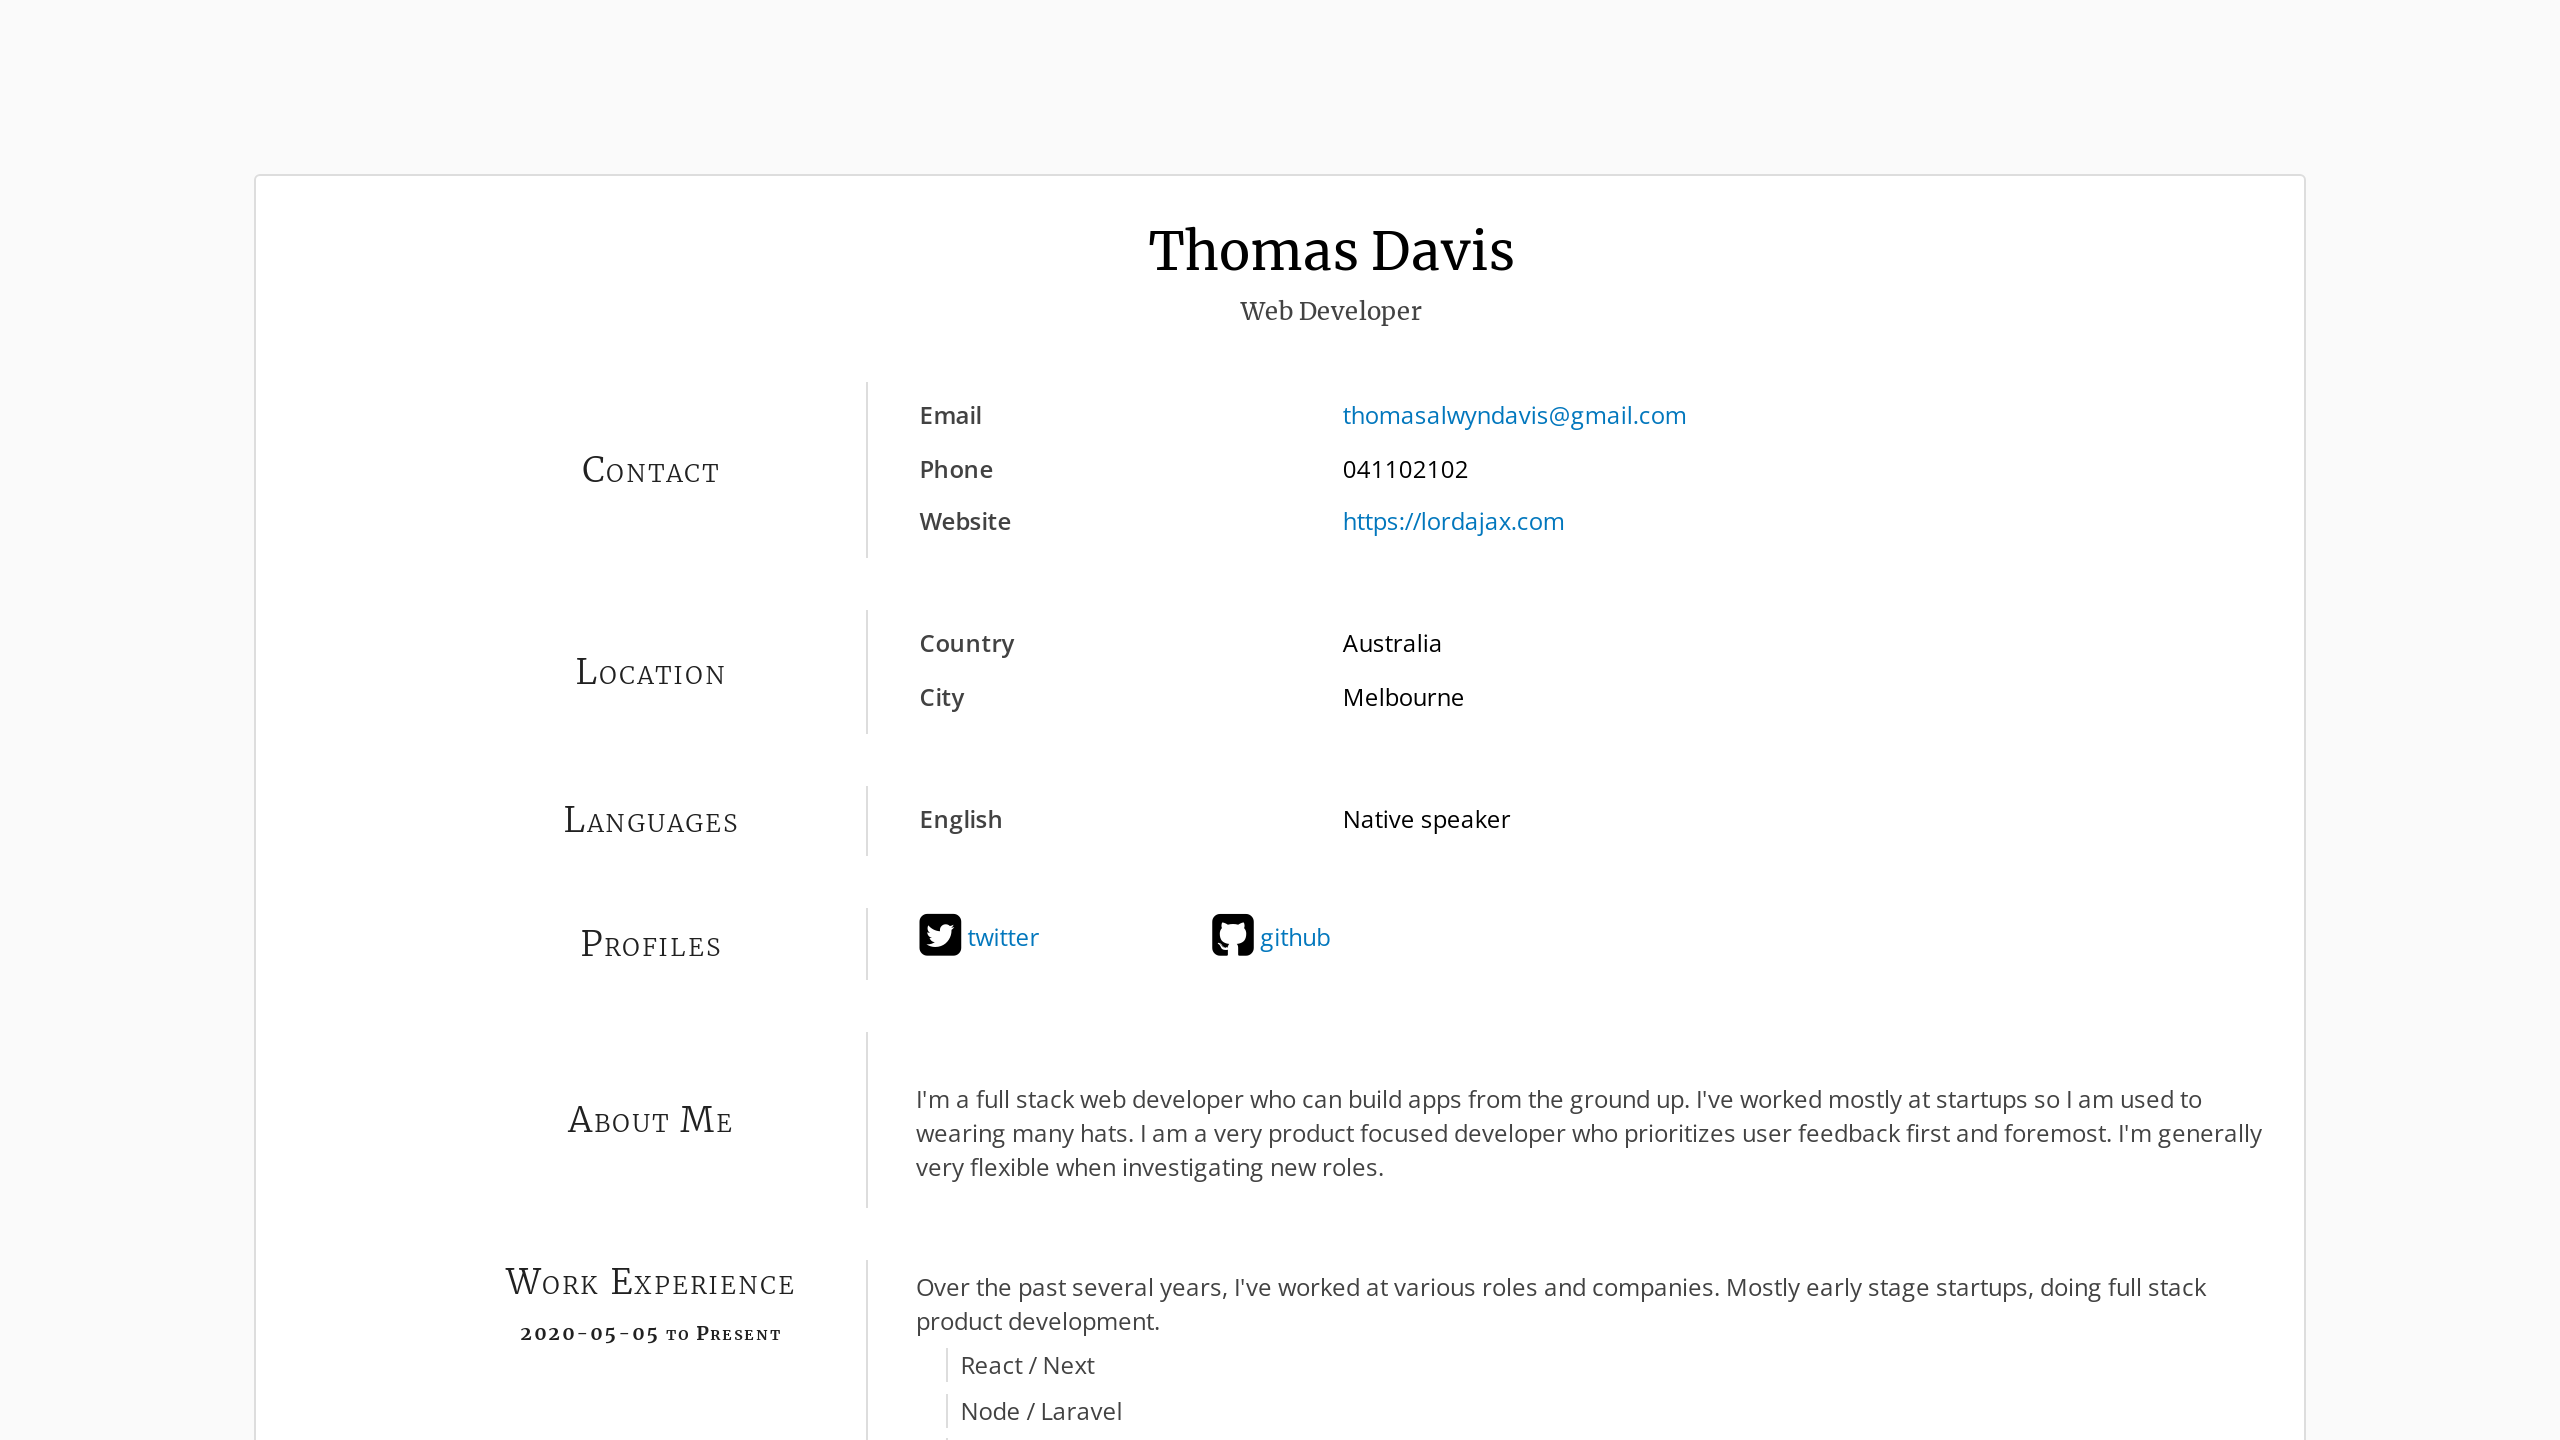 Thomas Davis
Web Developer
Contact
Email thomasalwyndavis@gmail.com
Phone 041102102
Website https://lordajax.com
Location
Country Australia
City Melbourne
Languages
English Native speaker
Profiles
twitter github
About Me
I'm a full stack web developer who can build apps from the ground up. I've worked mostly at startups so I am used to
wearing many hats. I am a very product focused developer who prioritizes user feedback first and foremost. I'm generally
very flexible when investigating new roles.
Work Experience
2020-05-05 to Present
Over the past several years, I've worked at various roles and companies. Mostly early stage startups, doing full stack
product development.
React / Next
Node / Laravel